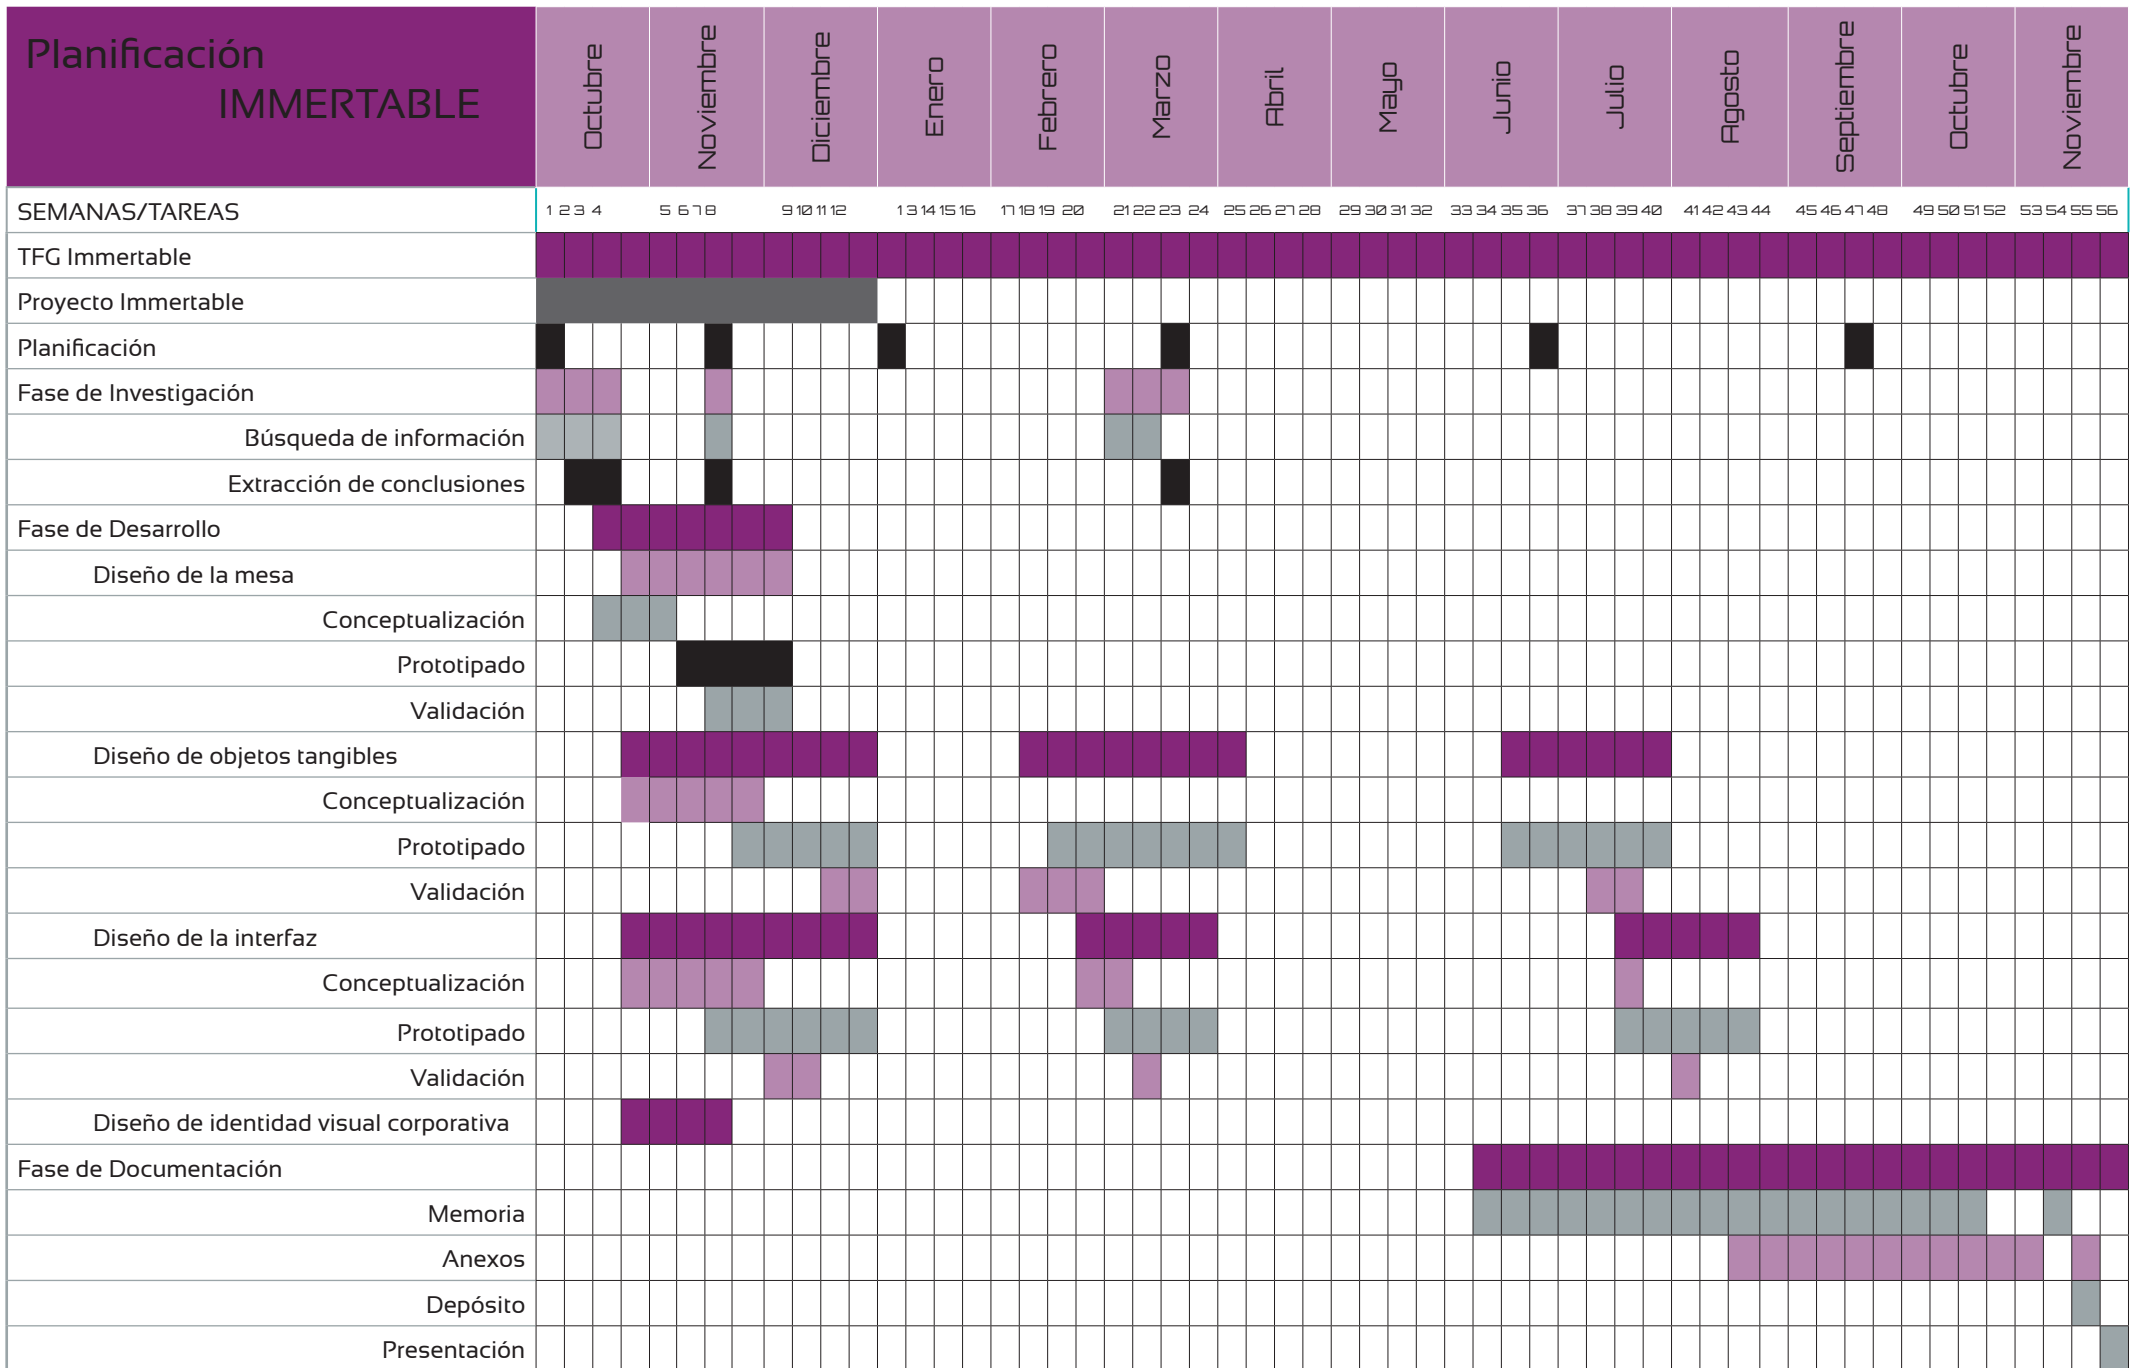 Planificación
IMMERTABLE
Octubre
Noviembre
Diciembre
Enero
Febrero
Marzo
Abril
Mayo
Junio
Julio
Agosto
Septiembre
Octubre
Noviembre
SEMANAS/TAREAS 1 2 3 4 5 6 7 8 9 10 11 12 13 14 15 16 17 18 19 20 21 22 23 24 25 26 27 28 29 30 31 32 33 34 35 36 37 38 39 40 41 42 43 44 45 46 47 48 49 50 51 52 53 54 55 56
TFG Immertable
Proyecto Immertable
Planificación
Fase de Investigación
Búsqueda de información
Extracción de conclusiones
Fase de Desarrollo
Diseño de la mesa
Conceptualización
Prototipado
Validación
Diseño de objetos tangibles
Conceptualización
Prototipado
Validación
Diseño de la interfaz
Conceptualización
Prototipado
Validación
Diseño de identidad visual corporativa
Fase de Documentación
Memoria
Anexos
Depósito
Presentación